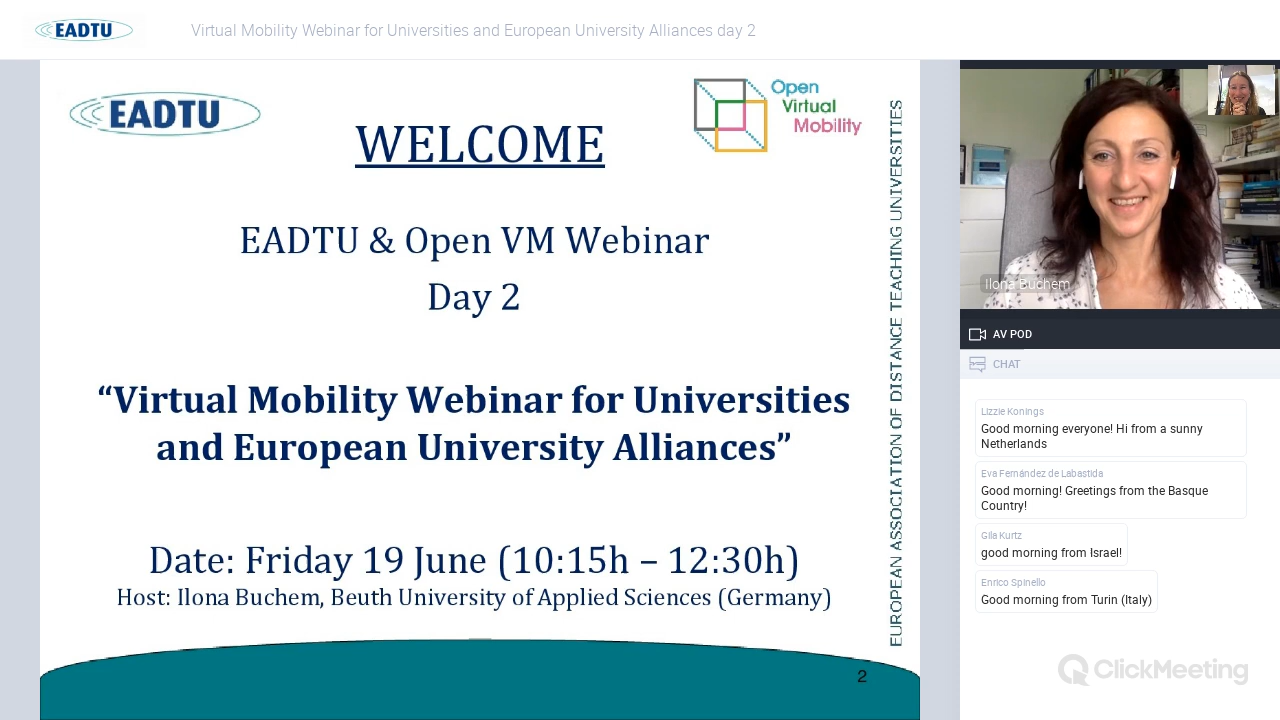 EADTU
Virtual Mobility Webinar for Universities and European University Alliances day 2
EADTU
Open
Virtual
Mobility
WELCOME
EADTU & Open VM Webinar
Day 2
“Virtual Mobility Webinar for Universities
and European University Alliances”
Date: Friday 19 June (10:15h – 12:30h)
Host: Ilona Buchem, Beuth University of Applied Sciences (Germany)
2
EUROPEAN ASSOCIATION OF DISTANCE TEACHING UNIVERSITIES
Ilona Buchem
AV POD
CHAT
Lizzie Konings
Good morning everyone! Hi from a sunny
Netherlands
Eva Fernández de Labastida
Good morning! Greetings from the Basque
Country!
Gila Kurtz
good morning from Israel!
Enrico Spinello
Good morning from Turin (Italy)
ClickMeeting